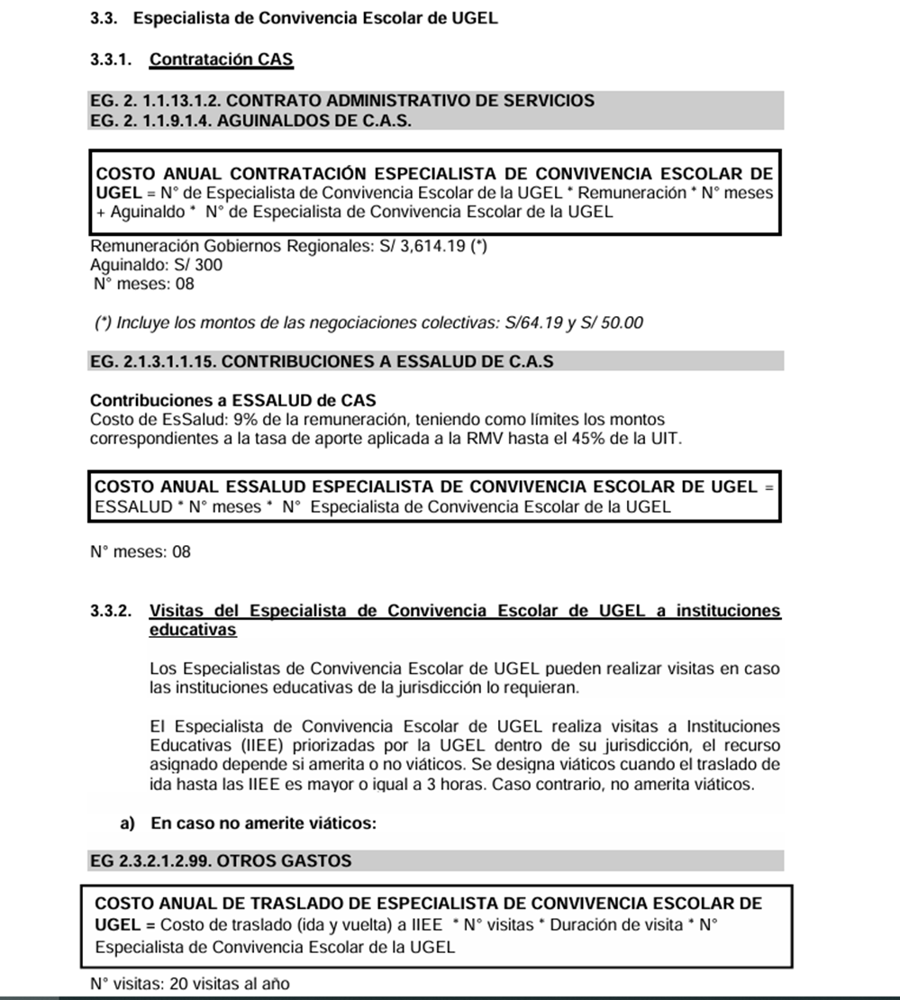 3.3. Especialista de Convivencia Escolar de UGEL
3.3.1. Contratación CAS
EG. 2. 1.1.13.1.2. CONTRATO ADMINISTRATIVO DE SERVICIOS
EG. 2. 1.1.9.1.4. AGUINALDOS DE C.A.S.
COSTO ANUAL CONTRATACIÓN ESPECIALISTA DE CONVIVENCIA ESCOLAR DE
UGEL = N° de Especialista de Convivencia Escolar de la UGEL * Remuneración * N° meses
+ Aguinaldo * N° de Especialista de Convivencia Escolar de la UGEL
Remuneración Gobiernos Regionales: S/ 3,614.19 (*)
Aguinaldo: S/ 300
N° meses: 08
(*) Incluye los montos de las negociaciones colectivas: S/64.19 y S/ 50.00
EG. 2.1.3.1.1.15. CONTRIBUCIONES A ESSALUD DE C.A.S
Contribuciones a ESSALUD de CAS
Costo de EsSalud: 9% de la remuneración, teniendo como límites los montos
correspondientes a la tasa de aporte aplicada a la RMV hasta el 45% de la UIT.
COSTO ANUAL ESSALUD ESPECIALISTA DE CONVIVENCIA ESCOLAR DE UGEL =
ESSALUD * N° meses * N° Especialista de Convivencia Escolar de la UGEL
N° meses: 08
3.3.2. Visitas del Especialista de Convivencia Escolar de UGEL a instituciones
educativas
Los Especialistas de Convivencia Escolar de UGEL pueden realizar visitas en caso
las instituciones educativas de la jurisdicción lo requieran.
El Especialista de Convivencia Escolar de UGEL realiza visitas a Instituciones
Educativas (IIEE) priorizadas por la UGEL dentro de su jurisdicción, el recurso
asignado depende si amerita o no viáticos. Se designa viáticos cuando el traslado de
ida hasta las IIEE es mayor o igual a 3 horas. Caso contrario, no amerita viáticos.
a) En caso no amerite viáticos:
EG 2.3.2.1.2.99. OTROS GASTOS
COSTO ANUAL DE TRASLADO DE ESPECIALISTA DE CONVIVENCIA ESCOLAR DE
UGEL = Costo de traslado (ida y vuelta) a IIEE * N° visitas * Duración de visita * N°
Especialista de Convivencia Escolar de la UGEL
N° visitas: 20 visitas al año